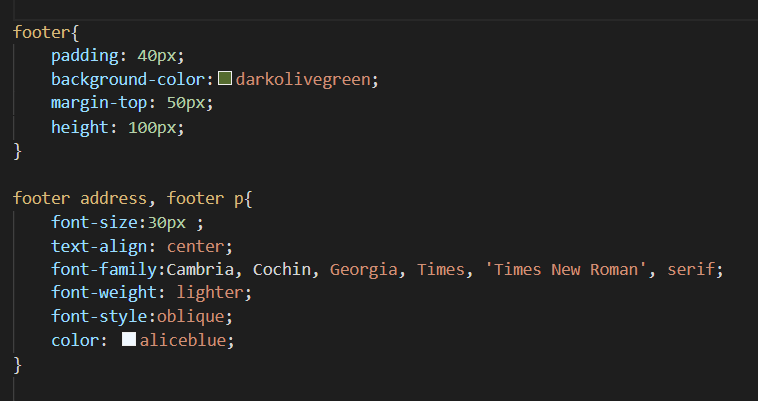 footer{
padding: 40px;
background-color:darkolivegreen;
margin-top: 50px;
height: 100px;
}
footer address, footer p{
font-size:30px ;
text-align: center;
font-family:Cambria, Cochin, Georgia, Times, 'Times New Roman', serif;
font-weight: lighter;
font-style:oblique;
color: aliceblue;
}